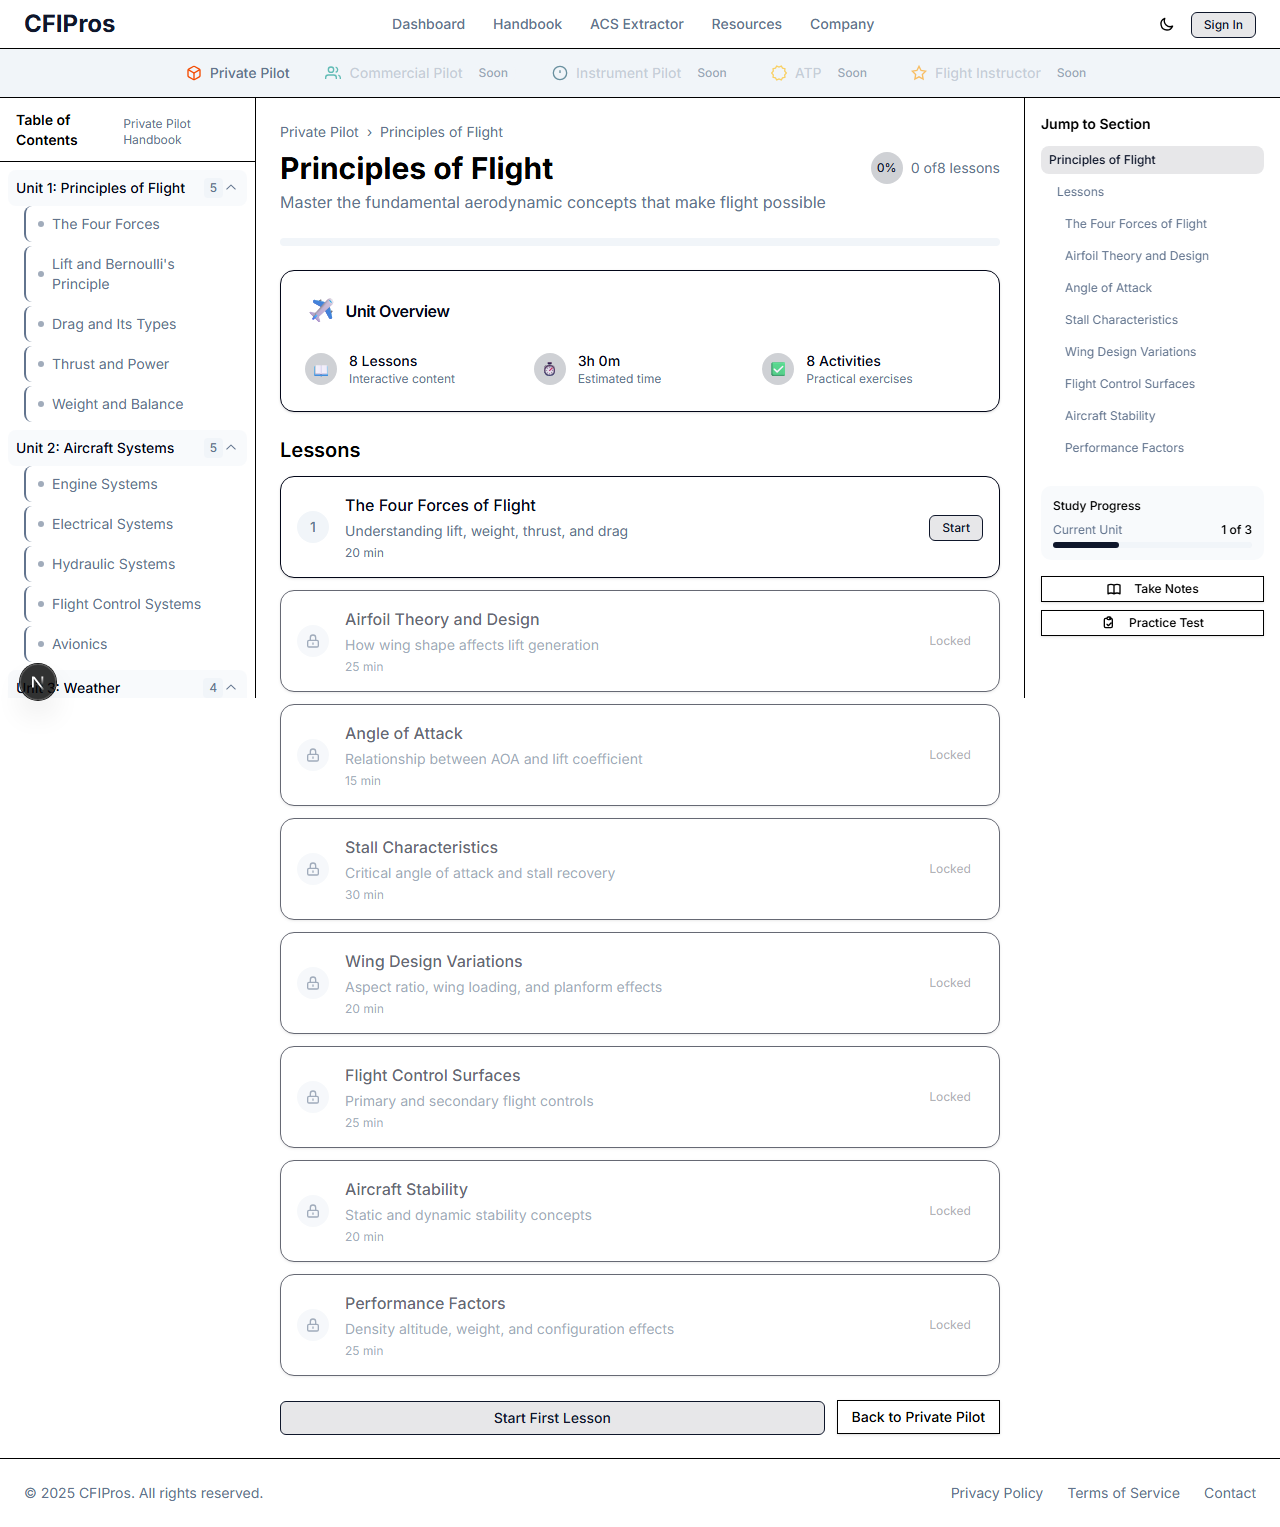 CFIPros
Dashboard
Handbook
ACS Extractor
Resources
Company
Sign In
Private Pilot
Commercial Pilot Soon
Instrument Pilot Soon
ATP Soon
Flight Instructor Soon
Table of
Contents
Private Pilot
Handbook
Unit 1: Principles of Flight 5
The Four Forces
Lift and Bernoulli's
Principle
Drag and Its Types
Thrust and Power
Weight and Balance
Unit 2: Aircraft Systems 5
Engine Systems
Electrical Systems
Hydraulic Systems
Flight Control Systems
Avionics
Unit 3: Weather 4
N
Private Pilot › Principles of Flight
Principles of Flight
0% 0 of8 lessons
Master the fundamental aerodynamic concepts that make flight possible
Unit Overview
8 Lessons
Interactive content
3h 0m
Estimated time
8 Activities
Practical exercises
Lessons
1
The Four Forces of Flight
Understanding lift, weight, thrust, and drag
20 min
Start
Airfoil Theory and Design
How wing shape affects lift generation
25 min
Locked
Angle of Attack
Relationship between AOA and lift coefficient
15 min
Locked
Stall Characteristics
Critical angle of attack and stall recovery
30 min
Locked
Wing Design Variations
Aspect ratio, wing loading, and planform effects
20 min
Locked
Flight Control Surfaces
Primary and secondary flight controls
25 min
Locked
Aircraft Stability
Static and dynamic stability concepts
20 min
Locked
Performance Factors
Density altitude, weight, and configuration effects
25 min
Locked
Start First Lesson
Back to Private Pilot
Jump to Section
Principles of Flight
Lessons
The Four Forces of Flight
Airfoil Theory and Design
Angle of Attack
Stall Characteristics
Wing Design Variations
Flight Control Surfaces
Aircraft Stability
Performance Factors
Study Progress
Current Unit 1 of 3
Take Notes
Practice Test
© 2025 CFIPros. All rights reserved.
Privacy Policy
Terms of Service
Contact